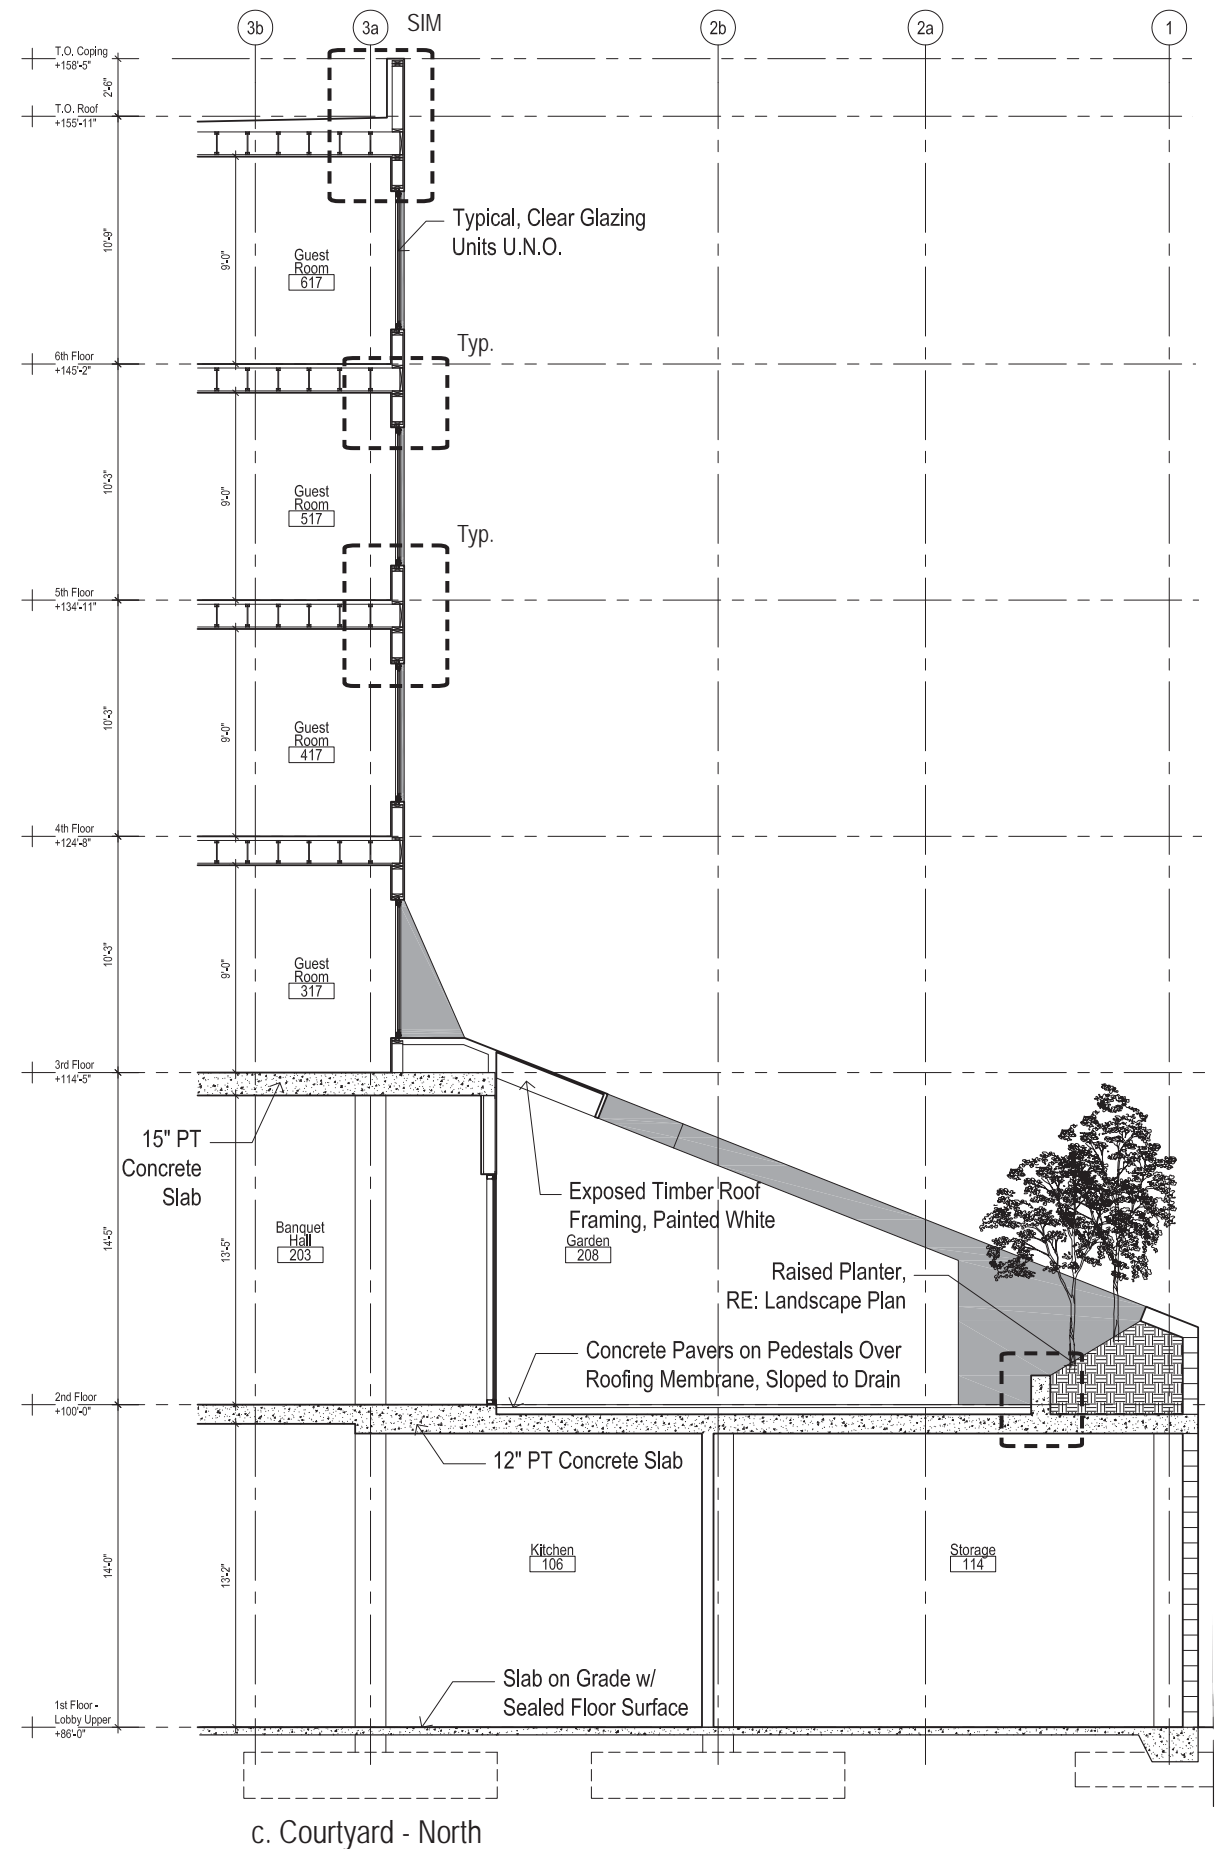 3b
3a
SIM
2b
2a
1
T.O. Coping
+158'-5"
2'-6"
T.O. Roof
+155'-11"
Typical, Clear Glazing
Units U.N.O.
10'-9"
9'-0"
Guest
Room
617
Typ.
6th Floor
+145'-2"
10'-3"
9'-0"
Guest
Room
517
Typ.
5th Floor
+134'-11"
10'-3"
9'-0"
Guest
Room
417
4th Floor
+124'-8"
10'-3"
9'-0"
Guest
Room
317
3rd Floor
+114'-5"
15" PT
Concrete
Slab
Exposed Timber Roof
Framing, Painted White
14'-5"
13'-5"
Banquet
Hall
203
Garden
208
Raised Planter,
RE: Landscape Plan
Concrete Pavers on Pedestals Over
Roofing Membrane, Sloped to Drain
2nd Floor
+100'-0"
12" PT Concrete Slab
14'-0"
13'-2"
Kitchen
106
Storage
114
Slab on Grade w/
Sealed Floor Surface
1st Floor -
Lobby Upper
+86'-0"
c. Courtyard - North